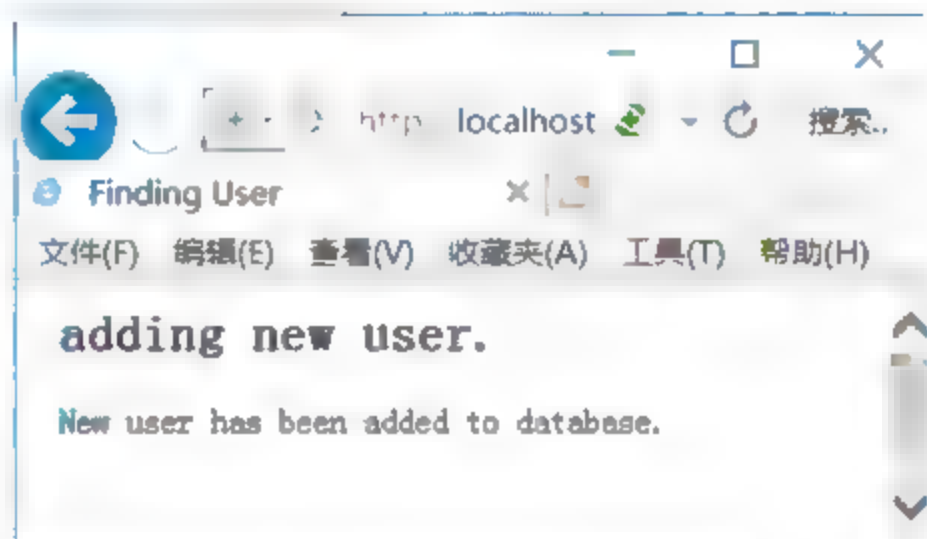 http localhost 搜索..
Finding User
文件(F) 编辑(E) 查看(V) 收藏夹(A) 工具(T) 帮助(H)
adding new user.
New user has been added to database.